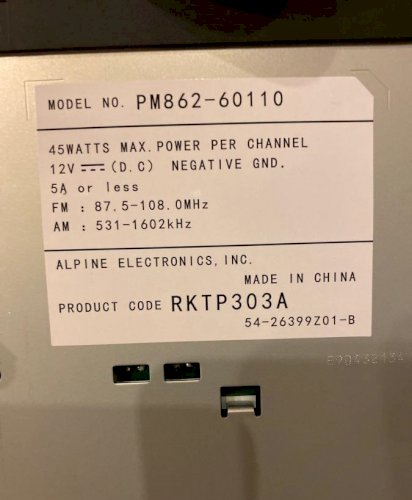 MODEL NO. PM862-60110
45WATTS MAX. POWER PER CHANNEL
12V ⎓ (D.C) NEGATIVE GND.
5A or less
FM : 87.5-108.0MHz
AM : 531-1602kHz
ALPINE ELECTRONICS, INC.
MADE IN CHINA
PRODUCT CODE RKTP303A
54-26399Z01-B